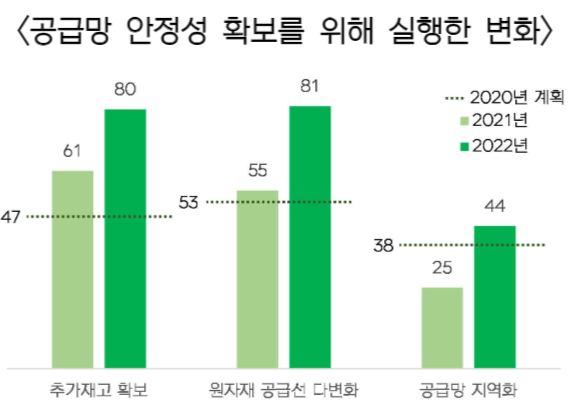 <공급망 안정성 확보를 위해 실행한 변화>
2020년 계획
2021년
2022년
80
61
47
81
55
53
44
38
25
추가재고 확보
원자재 공급선 다변화
공급망 지역화